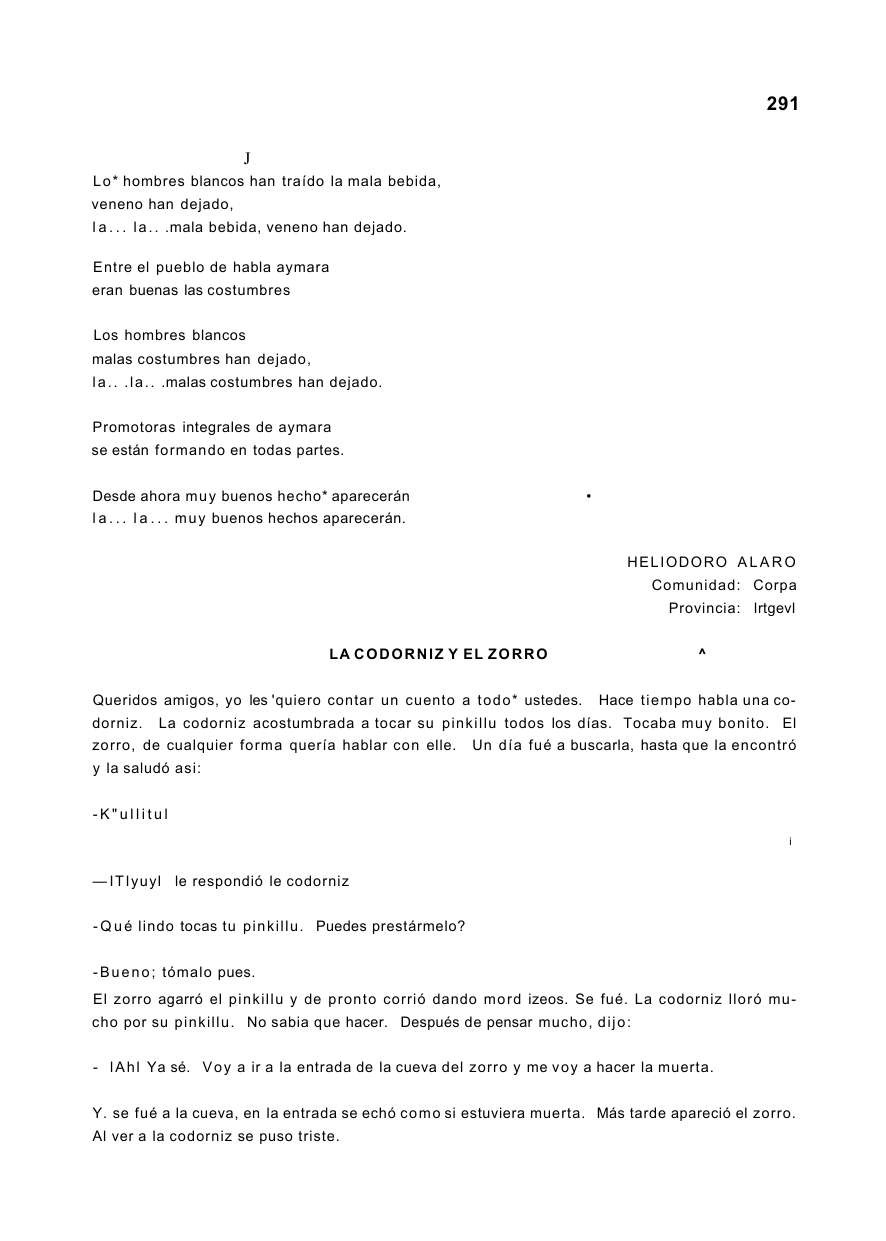 291
J
Lo* hombres blancos han traído la mala bebida,
veneno han dejado,
la... la.. .mala bebida, veneno han dejado.
Entre el pueblo de habla aymara
eran buenas las costumbres
Los hombres blancos
malas costumbres han dejado,
la.. .la.. .malas costumbres han dejado.
Promotoras integrales de aymara
se están formando en todas partes.
Desde ahora muy buenos hecho* aparecerán •
la... la... muy buenos hechos aparecerán.
HELIODORO ALARO
Comunidad: Corpa
Provincia: Irtgevl
LA CODORNIZ Y EL ZORRO ^
Queridos amigos, yo les 'quiero contar un cuento a todo* ustedes. Hace tiempo habla una co-
dorniz. La codorniz acostumbrada a tocar su pinkillu todos los días. Tocaba muy bonito. El
zorro, de cualquier forma quería hablar con elle. Un día fué a buscarla, hasta que la encontró
y la saludó asi:
-K"ullitul
i
—ITIyuyl le respondió le codorniz
-Qué lindo tocas tu pinkillu. Puedes prestármelo?
-Bueno; tómalo pues.
El zorro agarró el pinkillu y de pronto corrió dando mord izeos. Se fué. La codorniz lloró mu-
cho por su pinkillu. No sabia que hacer. Después de pensar mucho, dijo:
- lAhl Ya sé. Voy a ir a la entrada de la cueva del zorro y me voy a hacer la muerta.
Y. se fué a la cueva, en la entrada se echó como si estuviera muerta. Más tarde apareció el zorro.
Al ver a la codorniz se puso triste.